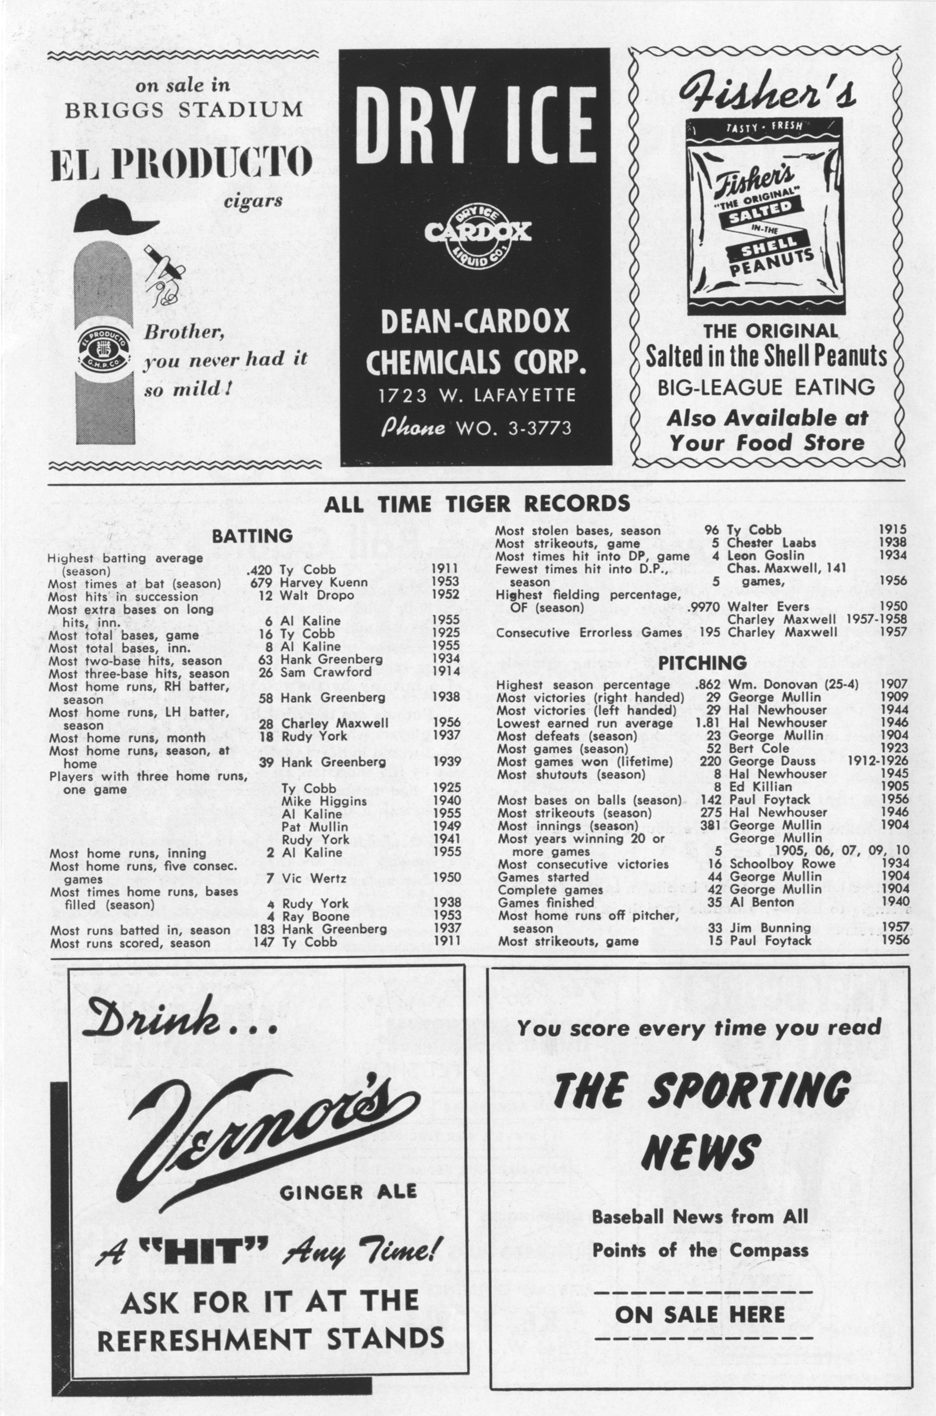 on sale in
BRIGGS STADIUM
EL PRODUCTO
cigars
EL PRODUCTO
G.H.P. CO.
Brother,
you never had it
so mild!
DRY ICE
DRY ICE
CARDOX
LIQUID CO2
DEAN-CARDOX
CHEMICALS CORP.
1723 W. LAFAYETTE
Phone WO. 3-3773
Fisher's
TASTY · FRESH
Fisher's
"THE ORIGINAL"
SALTED
IN-THE
SHELL
PEANUTS
THE ORIGINAL
Salted in the Shell Peanuts
BIG-LEAGUE EATING
Also Available at
Your Food Store
ALL TIME TIGER RECORDS
BATTING
Highest batting average
(season) .420 Ty Cobb 1911
Most times at bat (season) 679 Harvey Kuenn 1953
Most hits in succession 12 Walt Dropo 1952
Most extra bases on long
hits, inn. 6 Al Kaline 1955
Most total bases, game 16 Ty Cobb 1925
Most total bases, inn. 8 Al Kaline 1955
Most two-base hits, season 63 Hank Greenberg 1934
Most three-base hits, season 26 Sam Crawford 1914
Most home runs, RH batter,
season 58 Hank Greenberg 1938
Most home runs, LH batter,
season 28 Charley Maxwell 1956
Most home runs, month 18 Rudy York 1937
Most home runs, season, at
home 39 Hank Greenberg 1939
Players with three home runs,
one game Ty Cobb 1925
Mike Higgins 1940
Al Kaline 1955
Pat Mullin 1949
Rudy York 1941
Most home runs, inning 2 Al Kaline 1955
Most home runs, five consec.
games 7 Vic Wertz 1950
Most times home runs, bases
filled (season) 4 Rudy York 1938
4 Ray Boone 1953
Most runs batted in, season 183 Hank Greenberg 1937
Most runs scored, season 147 Ty Cobb 1911
Most stolen bases, season 96 Ty Cobb 1915
Most strikeouts, game 5 Chester Laabs 1938
Most times hit into DP, game 4 Leon Goslin 1934
Fewest times hit into D.P., Chas. Maxwell, 141
season 5 games, 1956
Highest fielding percentage,
OF (season) .9970 Walter Evers 1950
Charley Maxwell 1957-1958
Consecutive Errorless Games 195 Charley Maxwell 1957
PITCHING
Highest season percentage .862 Wm. Donovan (25-4) 1907
Most victories (right handed) 29 George Mullin 1909
Most victories (left handed) 29 Hal Newhouser 1944
Lowest earned run average 1.81 Hal Newhouser 1946
Most defeats (season) 23 George Mullin 1904
Most games (season) 52 Bert Cole 1923
Most games won (lifetime) 220 George Dauss 1912-1926
Most shutouts (season) 8 Hal Newhouser 1945
8 Ed Killian 1905
Most bases on balls (season) 142 Paul Foytack 1956
Most strikeouts (season) 275 Hal Newhouser 1946
Most innings (season) 381 George Mullin 1904
Most years winning 20 or George Mullin
more games 5 1905, 06, 07, 09, 10
Most consecutive victories 16 Schoolboy Rowe 1934
Games started 44 George Mullin 1904
Complete games 42 George Mullin 1904
Games finished 35 Al Benton 1940
Most home runs off pitcher,
season 33 Jim Bunning 1957
Most strikeouts, game 15 Paul Foytack 1956
Drink...
Vernor's
GINGER ALE
A "HIT" Any Time!
ASK FOR IT AT THE
REFRESHMENT STANDS
You score every time you read
THE SPORTING
NEWS
Baseball News from All
Points of the Compass
ON SALE HERE